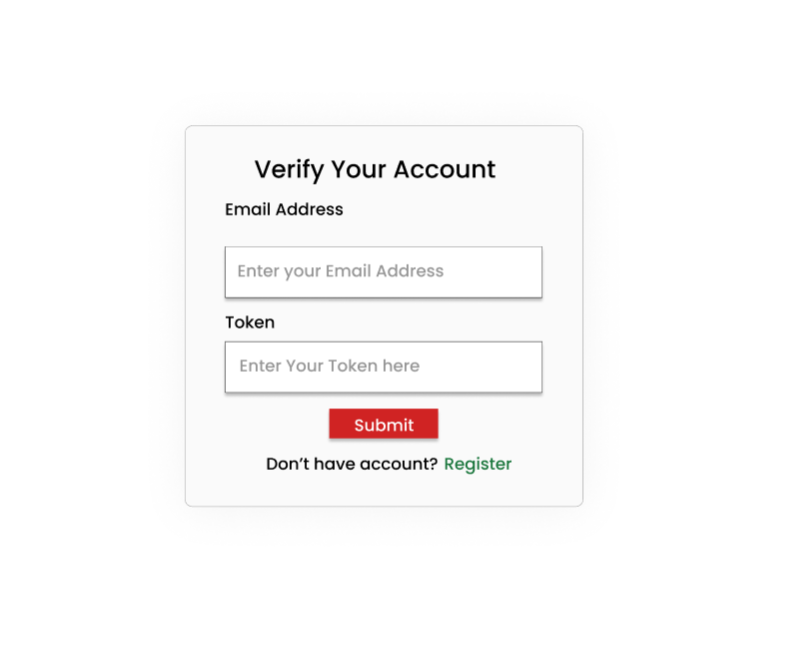 Verify Your Account
Email Address
Enter your Email Address
Token
Enter Your Token here
Submit
Don’t have account? Register